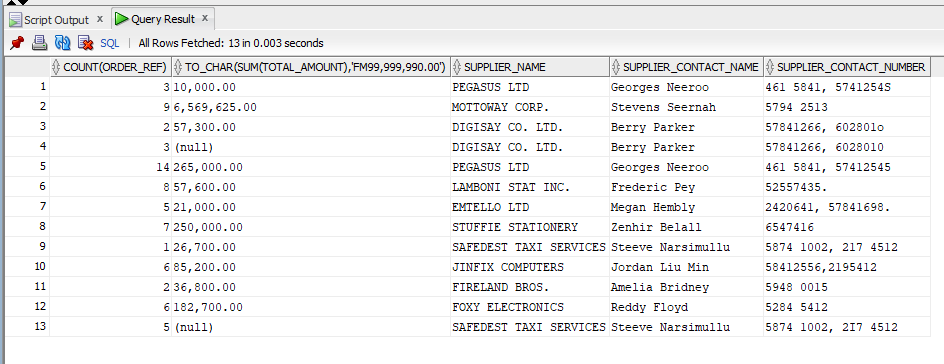 Script Output x Query Result x
SQL | All Rows Fetched: 13 in 0.003 seconds
COUNT(ORDER_REF) TO_CHAR(SUM(TOTAL_AMOUNT),'FM99,999,990.00') SUPPLIER_NAME SUPPLIER_CONTACT_NAME SUPPLIER_CONTACT_NUMBER
1 3 10,000.00 PEGASUS LTD Georges Neeroo 461 5841, 5741254S
2 9 6,569,625.00 MOTTOWAY CORP. Stevens Seernah 5794 2513
3 2 57,300.00 DIGISAY CO. LTD. Berry Parker 57841266, 602801o
4 3 (null) DIGISAY CO. LTD. Berry Parker 57841266, 6028010
5 14 265,000.00 PEGASUS LTD Georges Neeroo 461 5841, 57412545
6 8 57,600.00 LAMBONI STAT INC. Frederic Pey 52557435.
7 5 21,000.00 EMTELLO LTD Megan Hembly 2420641, 57841698.
8 7 250,000.00 STUFFIE STATIONERY Zenhir Belall 6547416
9 1 26,700.00 SAFEDEST TAXI SERVICES Steeve Narsimullu 5874 1002, 217 4512
10 6 85,200.00 JINFIX COMPUTERS Jordan Liu Min 58412556,2195412
11 2 36,800.00 FIRELAND BROS. Amelia Bridney 5948 0015
12 6 182,700.00 FOXY ELECTRONICS Reddy Floyd 5284 5412
13 5 (null) SAFEDEST TAXI SERVICES Steeve Narsimullu 5874 1002, 2I7 4512